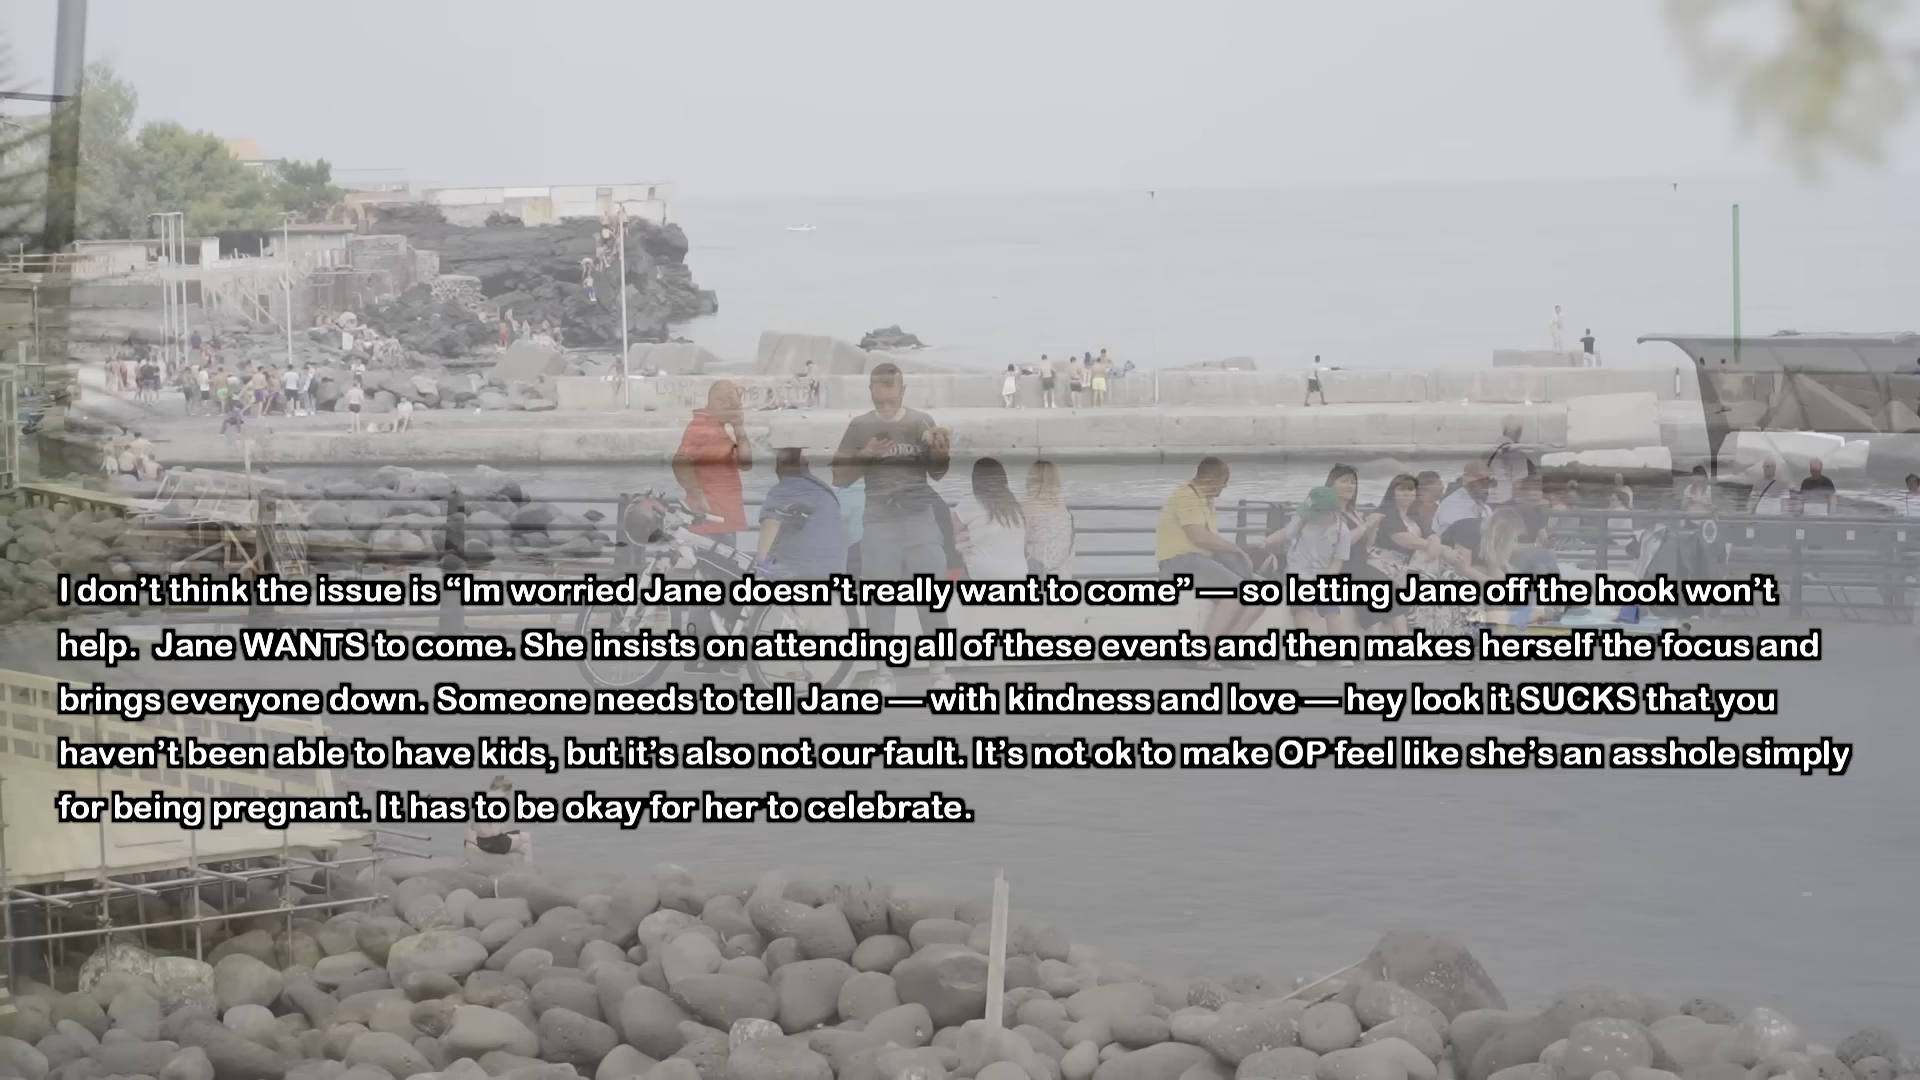 I don’t think the issue is “Im worried Jane doesn’t really want to come” — so letting Jane off the hook won’t
help.  Jane WANTS to come. She insists on attending all of these events and then makes herself the focus and
brings everyone down. Someone needs to tell Jane — with kindness and love — hey look it SUCKS that you
haven’t been able to have kids, but it’s also not our fault. It’s not ok to make OP feel like she’s an asshole simply
for being pregnant. It has to be okay for her to celebrate.